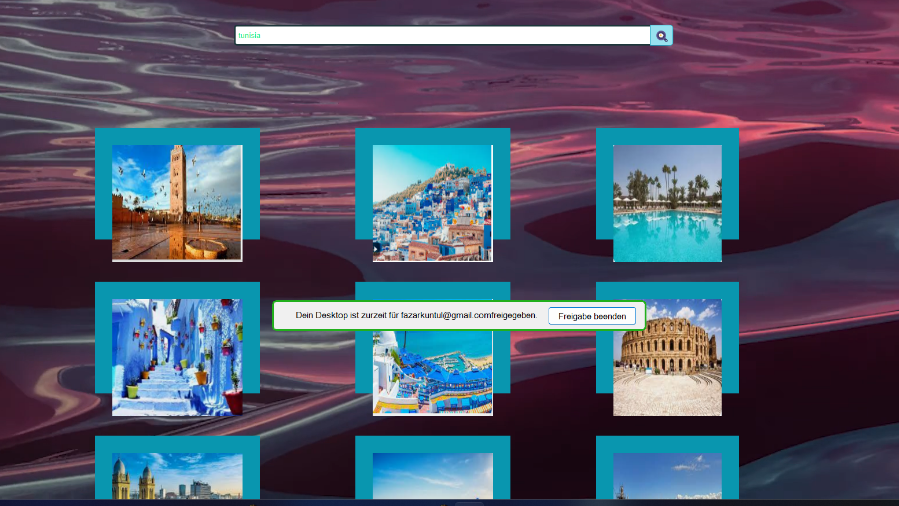 tunisia
Dein Desktop ist zurzeit für fazarkuntul@gmail.comfreigegeben.
Freigabe beenden